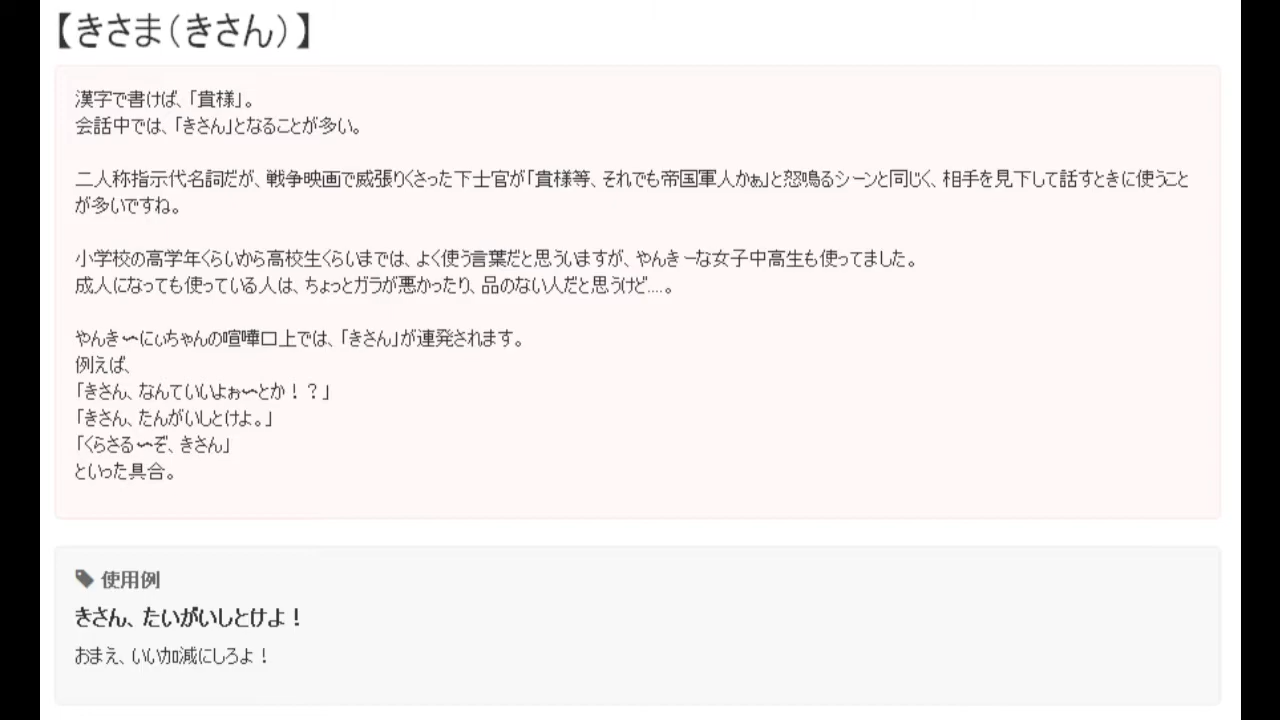 【きさま(きさん)】
漢字で書けば、「貴様」。
会話中では、「きさん」となることが多い。
二人称指示代名詞だが、戦争映画で威張りくさった下士官が「貴様等、それでも帝国軍人かぁ」と怒鳴るシーンと同じく、相手を見下して話すときに使うこと
が多いですね。
小学校の高学年くらいから高校生くらいまでは、よく使う言葉だと思ういますが、やんきーな女子中高生も使ってました。
成人になっても使っている人は、ちょっとガラが悪かったり、品のない人だと思うけど....。
やんき〜にぃちゃんの喧嘩口上では、「きさん」が連発されます。
例えば、
「きさん、なんていいよぉ〜とか!?」
「きさん、たんがいしとけよ。」
「くらさる〜ぞ、きさん」
といった具合。
使用例
きさん、たいがいしとけよ!
おまえ、いい加減にしろよ!